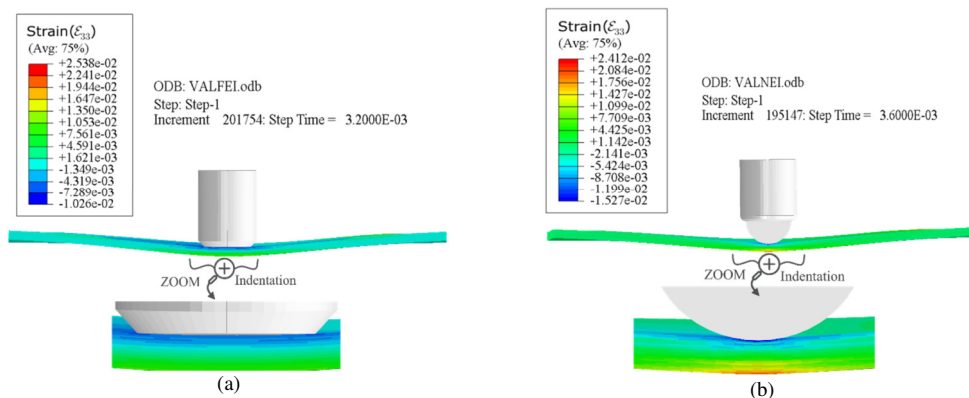 Strain(ℰ₃₃)
(Avg: 75%)
+2.538e-02
+2.241e-02
+1.944e-02
+1.647e-02
+1.350e-02
+1.053e-02
+7.561e-03
+4.591e-03
+1.621e-03
-1.349e-03
-4.319e-03
-7.289e-03
-1.026e-02
ODB: VALFEI.odb
Step: Step-1
Increment 201754: Step Time = 3.2000E-03
ZOOM Indentation
(a)
Strain(ℰ₃₃)
(Avg: 75%)
+2.412e-02
+2.084e-02
+1.756e-02
+1.427e-02
+1.099e-02
+7.709e-03
+4.425e-03
+1.142e-03
-2.141e-03
-5.424e-03
-8.708e-03
-1.199e-02
-1.527e-02
ODB: VALNEI.odb
Step: Step-1
Increment 195147: Step Time = 3.6000E-03
ZOOM Indentation
(b)